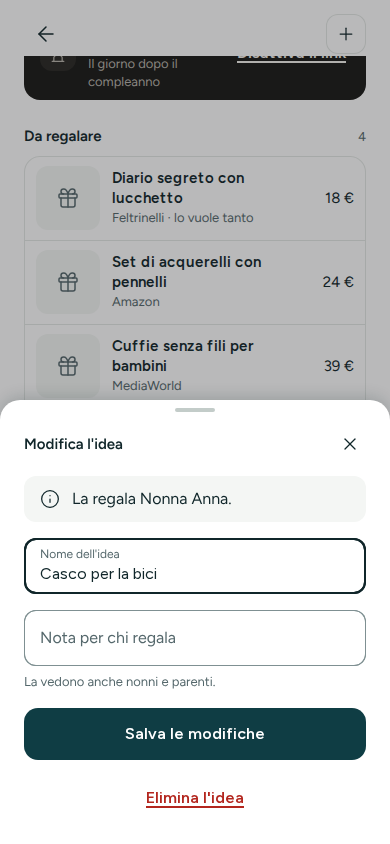 Disattiva il link
Il giorno dopo il
compleanno
Da regalare
4
Diario segreto con
lucchetto
18 €
Feltrinelli · lo vuole tanto
Set di acquerelli con
pennelli
24 €
Amazon
Cuffie senza fili per
bambini
39 €
MediaWorld
Modifica l'idea
La regala Nonna Anna.
Nome dell'idea
Casco per la bici
Nota per chi regala
La vedono anche nonni e parenti.
Salva le modifiche
Elimina l'idea